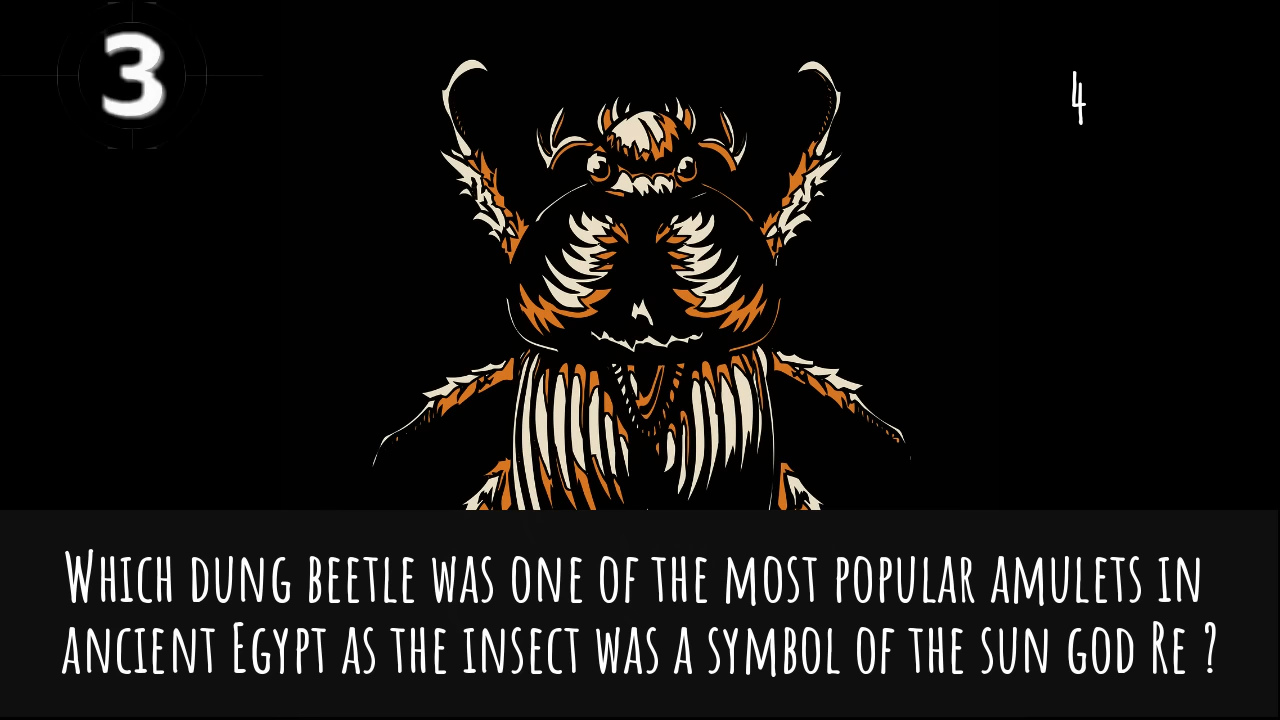 3
4
Which dung beetle was one of the most popular amulets in
ancient Egypt as the insect was a symbol of the sun god Re ?